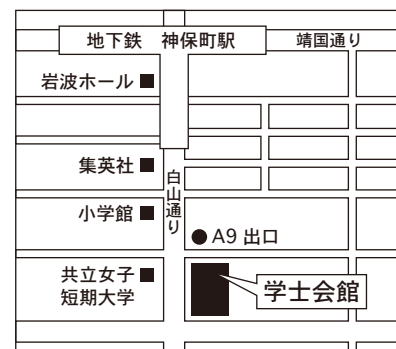 地下鉄　神保町駅
靖国通り
岩波ホール
集英社
白山通り
小学館
A9 出口
共立女子
短期大学
学士会館